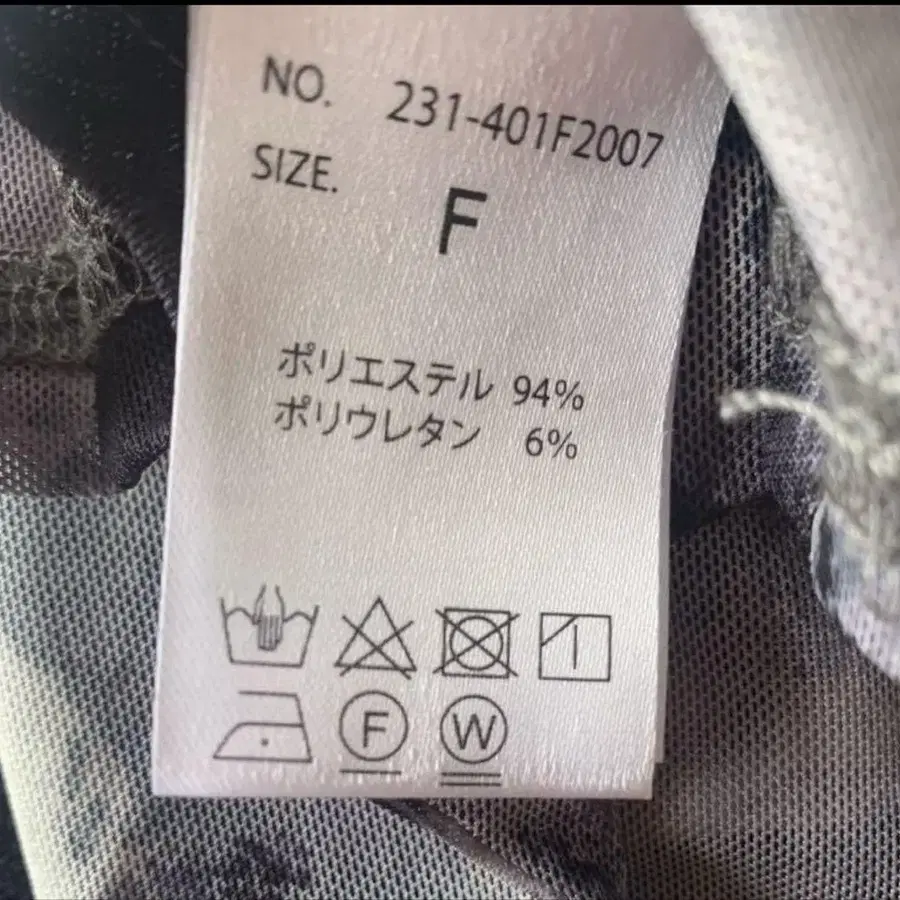 NO. 231-401F2007
SIZE. F
ポリエステル 94%
ポリウレタン 6%
F W